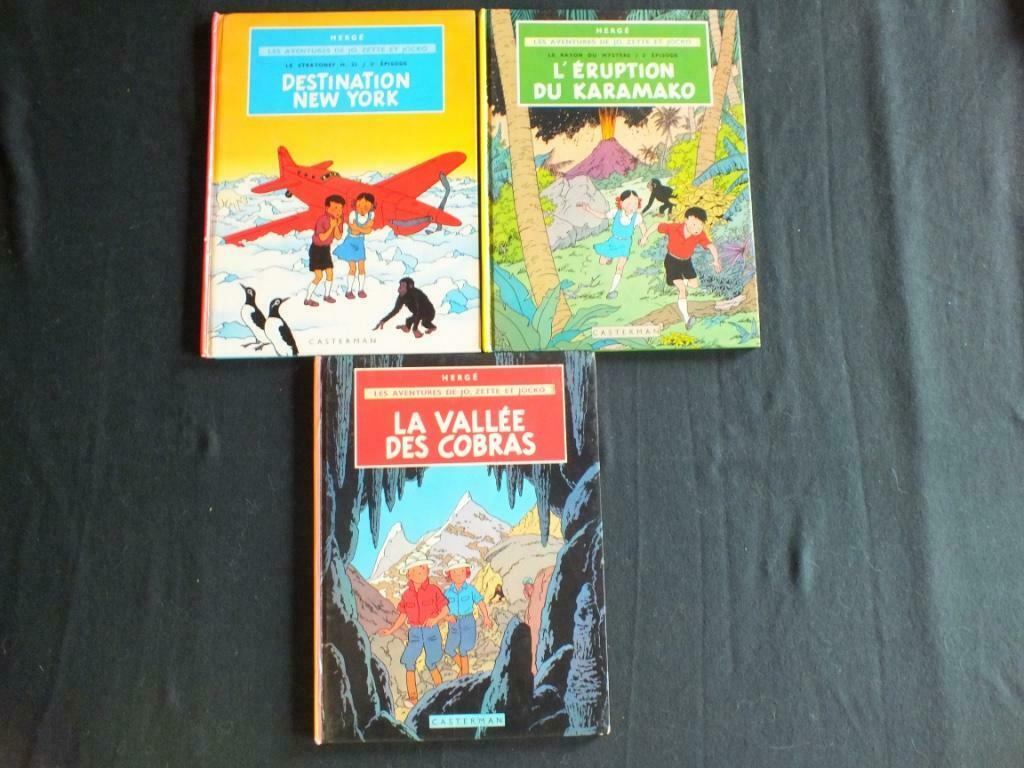 HERGÉ
LES AVENTURES DE JO, ZETTE ET JOCKO
LE STRATONEF H. 22 / 2e ÉPISODE
DESTINATION
NEW YORK
CASTERMAN
HERGÉ
LES AVENTURES DE JO, ZETTE ET JOCKO
LE RAYON DU MYSTÈRE / 2e ÉPISODE
L'ÉRUPTION
DU KARAMAKO
CASTERMAN
HERGÉ
LES AVENTURES DE JO, ZETTE ET JOCKO
LA VALLÉE
DES COBRAS
CASTERMAN